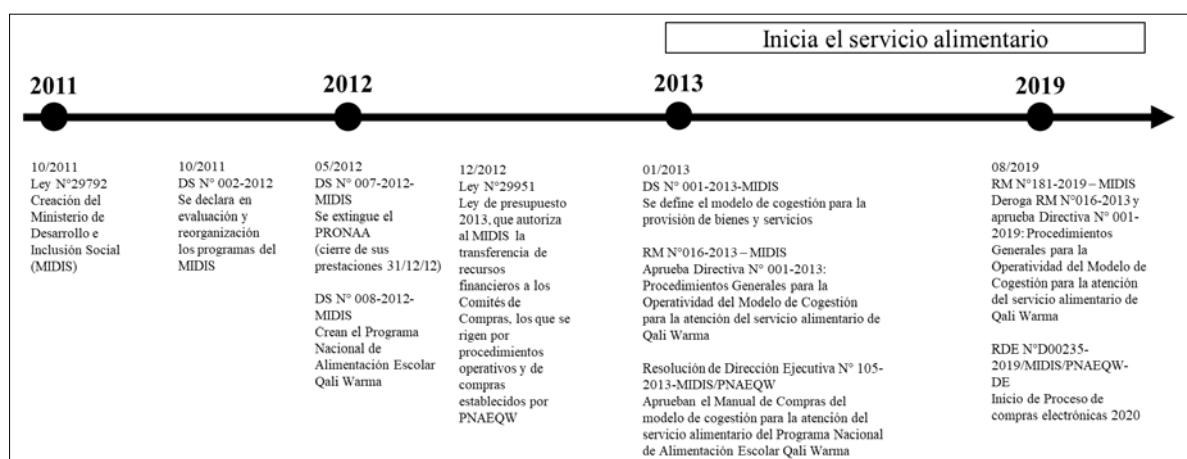 Inicia el servicio alimentario
2011
2012
2013
2019
10/2011
Ley N°29792
Creación del
Ministerio de
Desarrollo e
Inclusión Social
(MIDIS)
10/2011
DS N° 002-2012
Se declara en
evaluación y
reorganización
los programas del
MIDIS
05/2012
DS N° 007-2012-
MIDIS
Se extingue el
PRONAA
(cierre de sus
prestaciones 31/12/12)
DS N° 008-2012-
MIDIS
Crean el Programa
Nacional de
Alimentación Escolar
Qali Warma
12/2012
Ley N°29951
Ley de presupuesto
2013, que autoriza
al MIDIS la
transferencia de
recursos
financieros a los
Comités de
Compras, los que se
rigen por
procedimientos
operativos y de
compras
establecidos por
PNAEQW
01/2013
DS N° 001-2013-MIDIS
Se define el modelo de cogestión para la
provisión de bienes y servicios
RM N°016-2013 – MIDIS
Aprueba Directiva N° 001-2013:
Procedimientos Generales para la
Operatividad del Modelo de Cogestión
para la atención del servicio alimentario de
Qali Warma
Resolución de Dirección Ejecutiva N° 105-
2013-MIDIS/PNAEQW
Aprueban el Manual de Compras del
modelo de cogestión para la atención del
servicio alimentario del Programa Nacional
de Alimentación Escolar Qali Warma
08/2019
RM N°181-2019 – MIDIS
Deroga RM N°016-2013 y
aprueba Directiva N° 001-
2019: Procedimientos
Generales para la
Operatividad del Modelo de
Cogestión para la atención
del servicio alimentario de
Qali Warma
RDE N°D00235-
2019/MIDIS/PNAEQW-
DE
Inicio de Proceso de
compras electrónicas 2020